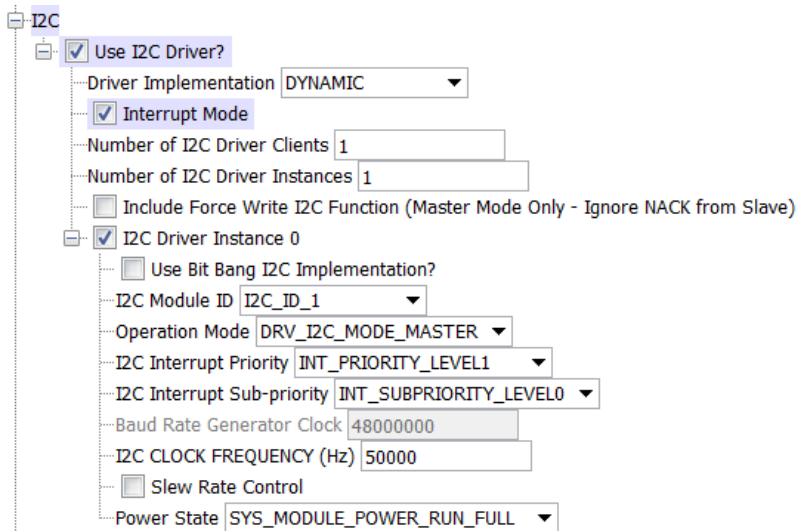 I2C
Use I2C Driver?
Driver Implementation DYNAMIC
Interrupt Mode
Number of I2C Driver Clients 1
Number of I2C Driver Instances 1
Include Force Write I2C Function (Master Mode Only - Ignore NACK from Slave)
I2C Driver Instance 0
Use Bit Bang I2C Implementation?
I2C Module ID I2C_ID_1
Operation Mode DRV_I2C_MODE_MASTER
I2C Interrupt Priority INT_PRIORITY_LEVEL1
I2C Interrupt Sub-priority INT_SUBPRIORITY_LEVEL0
Baud Rate Generator Clock 48000000
I2C CLOCK FREQUENCY (Hz) 50000
Slew Rate Control
Power State SYS_MODULE_POWER_RUN_FULL